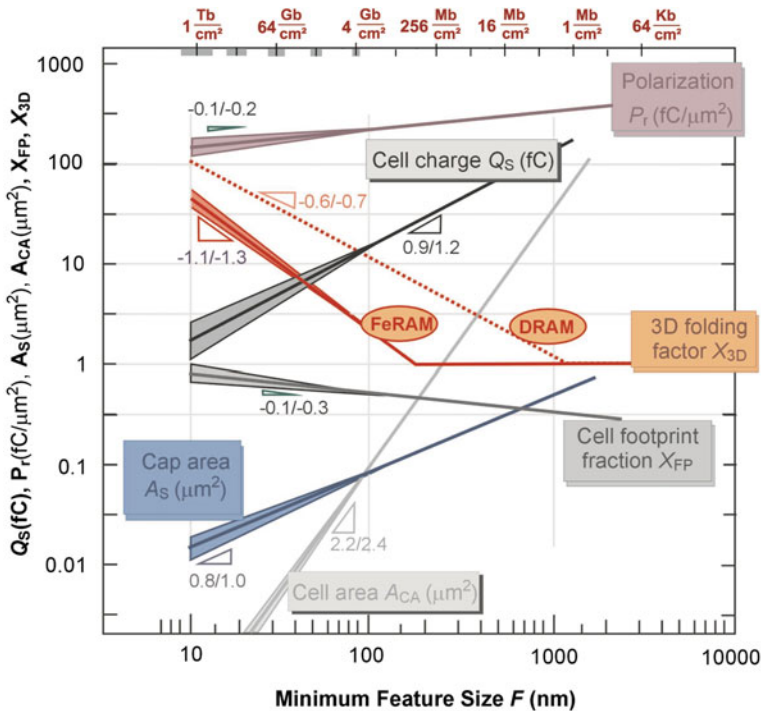 1 Tb/cm² 64 Gb/cm² 4 Gb/cm² 256 Mb/cm² 16 Mb/cm² 1 Mb/cm² 64 Kb/cm²
Qs(fC), Pr(fC/µm²), As(µm²), ACA(µm²), XFP, X3D
1000
100
10
1
0.1
0.01
Polarization
Pr (fC/µm²)
-0.1/-0.2
Cell charge QS (fC)
-0.6/-0.7
0.9/1.2
-1.1/-1.3
FeRAM
DRAM
3D folding
factor X3D
-0.1/-0.3
Cell footprint
fraction XFP
Cap area
AS (µm²)
2.2/2.4
0.8/1.0
Cell area ACA (µm²)
10 100 1000 10000
Minimum Feature Size F (nm)